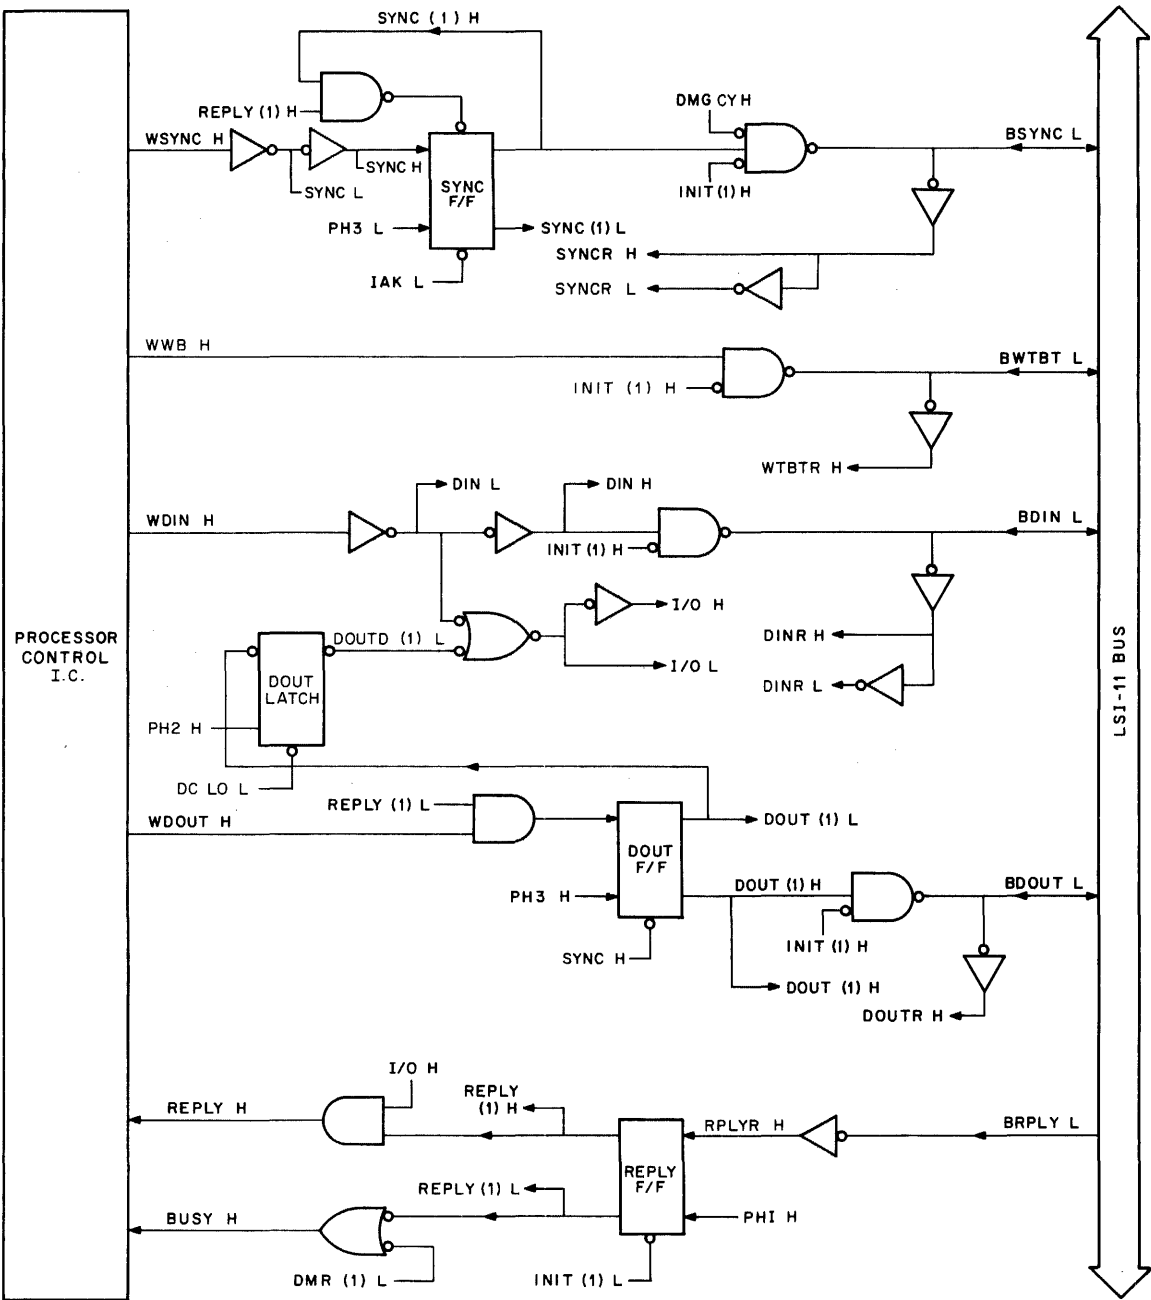 SYNC (1) H
REPLY (1) H
DMG CY H
WSYNC H
BSYNC L
SYNC H
SYNC L
SYNC
F/F
INIT (1) H
PH3 L
SYNC (1) L
SYNCR H
IAK L
SYNCR L
WWB H
BWTBT L
INIT (1) H
WTBTR H
DIN L
DIN H
WDIN H
BDIN L
INIT (1) H
I/O H
PROCESSOR
CONTROL
I.C.
DOUTD (1) L
DINR H
I/O L
DOUT
LATCH
DINR L
LSI-11 BUS
PH2 H
DC LO L
REPLY (1) L
WDOUT H
DOUT (1) L
DOUT
F/F
DOUT (1) H
BDOUT L
PH3 H
INIT (1) H
SYNC H
DOUT (1) H
DOUTR H
I/O H
REPLY
(1) H
REPLY H
RPLYR H
BRPLY L
REPLY
F/F
REPLY (1) L
BUSY H
PHI H
DMR (1) L
INIT (1) L